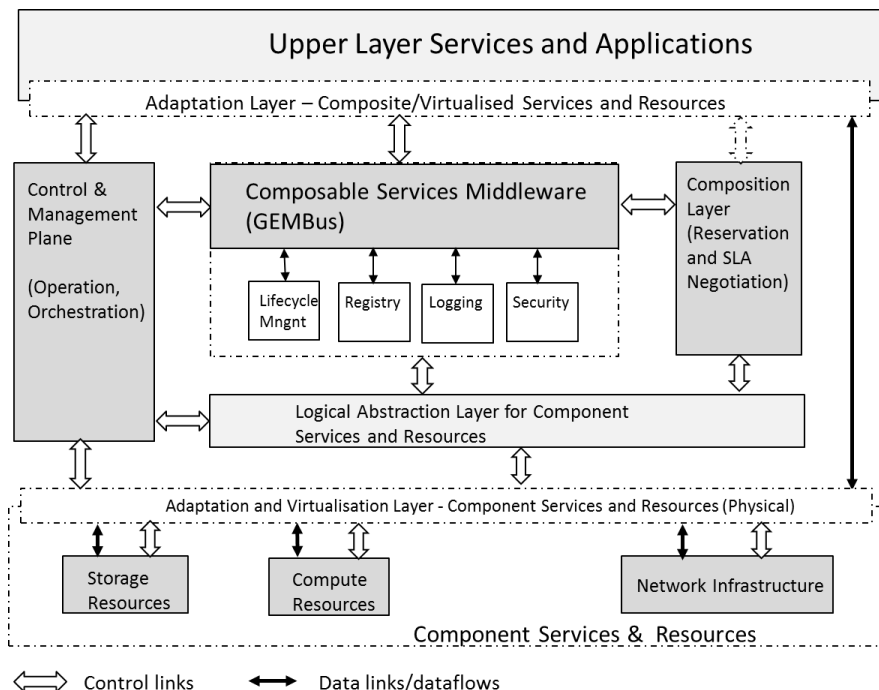 Upper Layer Services and Applications
Adaptation Layer – Composite/Virtualised Services and Resources
Control &
Management
Plane
(Operation,
Orchestration)
Composable Services Middleware
(GEMBus)
Composition
Layer
(Reservation
and SLA
Negotiation)
Lifecycle
Mngnt
Registry
Logging
Security
Logical Abstraction Layer for Component
Services and Resources
Adaptation and Virtualisation Layer - Component Services and Resources (Physical)
Storage
Resources
Compute
Resources
Network Infrastructure
Component Services & Resources
Control links
Data links/dataflows